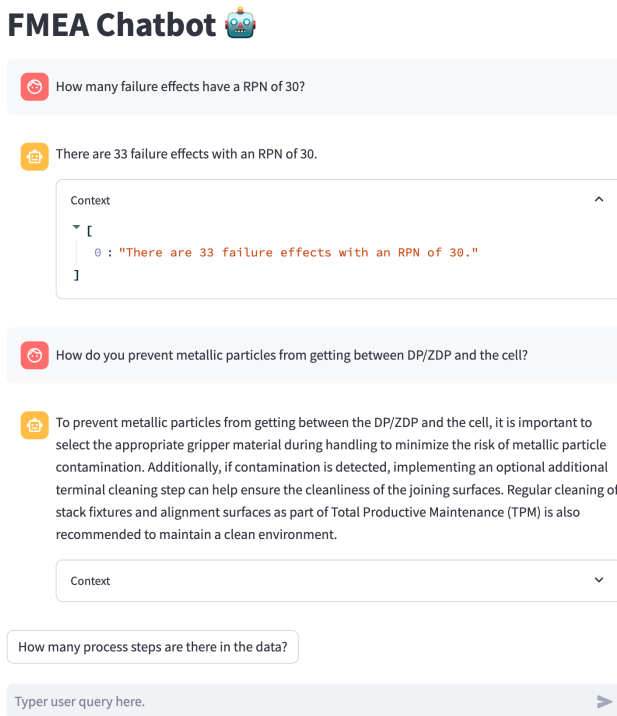 FMEA Chatbot 🤖
How many failure effects have a RPN of 30?
There are 33 failure effects with an RPN of 30.
Context
[
0 : "There are 33 failure effects with an RPN of 30."
]
How do you prevent metallic particles from getting between DP/ZDP and the cell?
To prevent metallic particles from getting between the DP/ZDP and the cell, it is important to
select the appropriate gripper material during handling to minimize the risk of metallic particle
contamination. Additionally, if contamination is detected, implementing an optional additional
terminal cleaning step can help ensure the cleanliness of the joining surfaces. Regular cleaning of
stack fixtures and alignment surfaces as part of Total Productive Maintenance (TPM) is also
recommended to maintain a clean environment.
Context
How many process steps are there in the data?
Typer user query here.